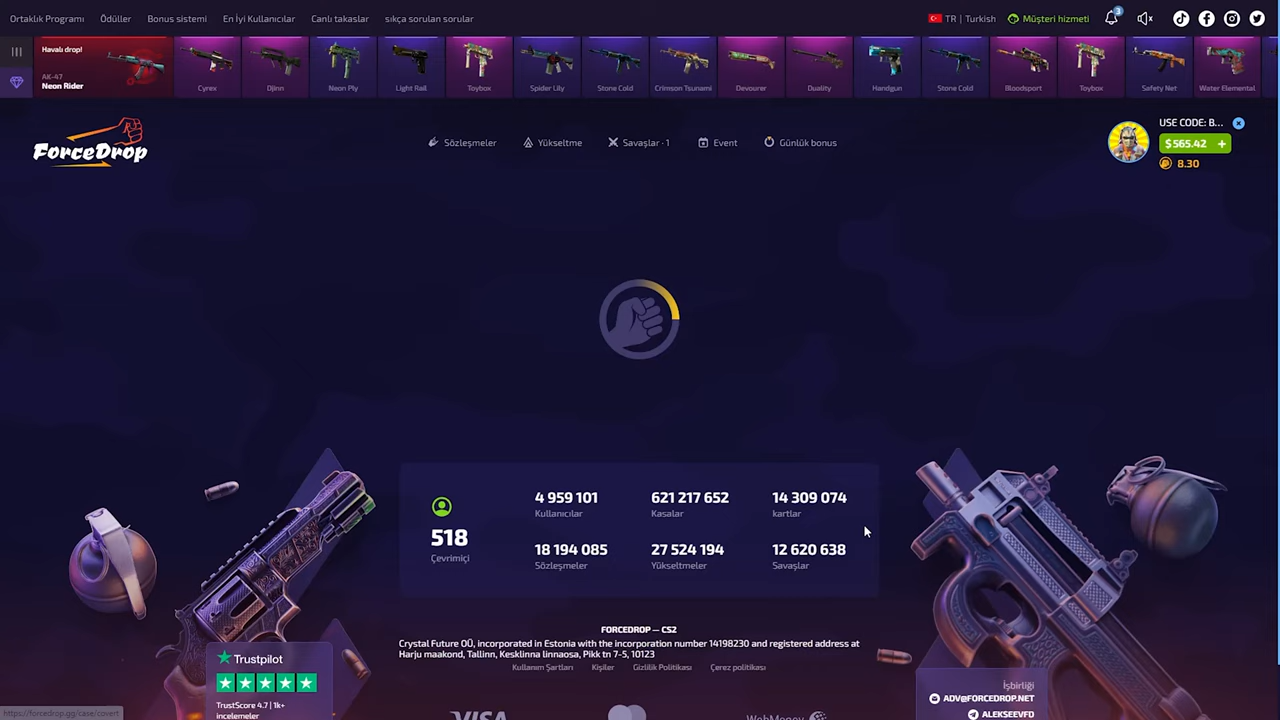 Ortaklık Programı Ödüller Bonus sistemi En İyi Kullanıcılar Canlı takaslar sıkça sorulan sorular
TR | Turkish Müşteri hizmeti 3
Havalı drop!
AK-47
Neon Rider
Cyrex Djinn Neon Ply Light Rail Toybox Spider Lily Stone Cold Crimson Tsunami Devourer Duality Handgun Stone Cold Bloodsport Toybox Safety Net Water Elemental
ForceDrop
Sözleşmeler Yükseltme Savaşlar · 1 Event Günlük bonus
USE CODE: B...
$565.42 +
8.30
518
Çevrimiçi
4 959 101
Kullanıcılar
621 217 652
Kasalar
14 309 074
kartlar
18 194 085
Sözleşmeler
27 524 194
Yükseltmeler
12 620 638
Savaşlar
FORCEDROP — CS2
Crystal Future OÜ, incorporated in Estonia with the incorporation number 14198230 and registered address at
Harju maakond, Tallinn, Kesklinna linnaosa, Pikk tn 7-5, 10123
Kullanım Şartları Kişiler Gizlilik Politikası Çerez politikası
Trustpilot
TrustScore 4.7 | 1k+
incelemeler
İşbirliği
ADV@FORCEDROP.NET
ALEKSEEVFD
VISA
WebMoney
https://forcedrop.gg/case/covert